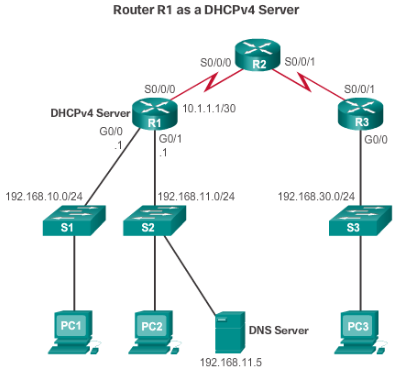 Router R1 as a DHCPv4 Server
R2
S0/0/0
S0/0/1
S0/0/0
S0/0/1
DHCPv4 Server
10.1.1.1/30
R1
R3
G0/0
G0/1
G0/0
.1
.1
192.168.10.0/24
192.168.11.0/24
192.168.30.0/24
S1
S2
S3
PC1
PC2
DNS Server
PC3
192.168.11.5